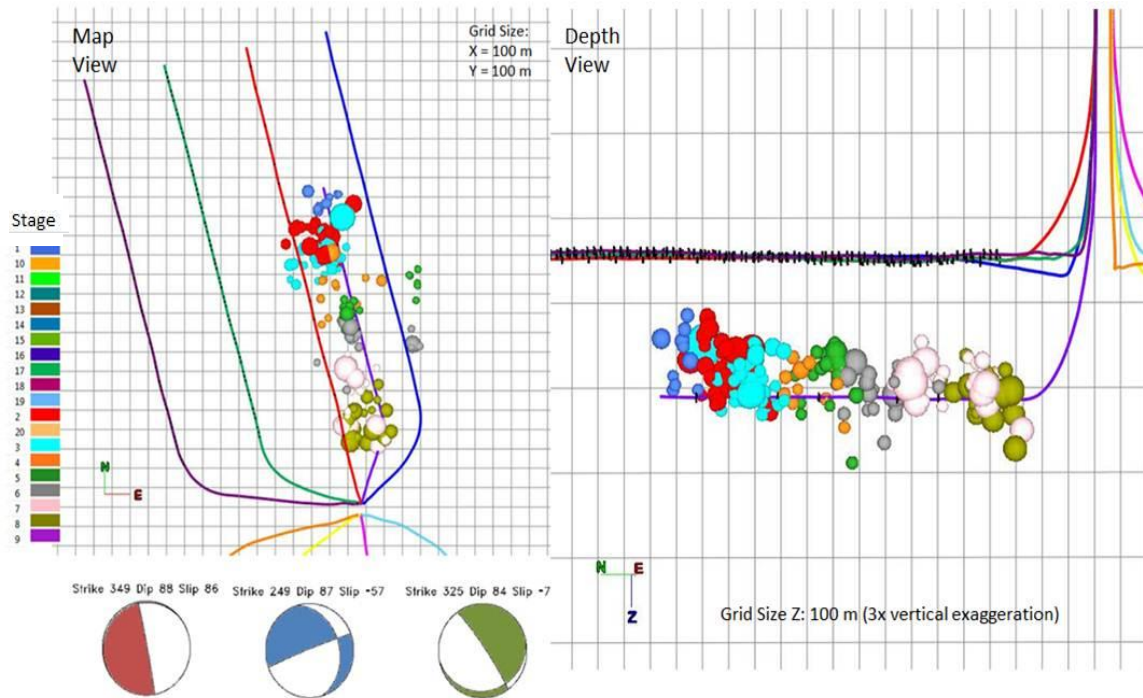 Map
View
Grid Size:
X = 100 m
Y = 100 m
Stage
1
10
11
12
13
14
15
16
17
18
19
2
20
3
4
5
6
7
8
9
N
E
Strike 349 Dip 88 Slip 86
Strike 249 Dip 87 Slip -57
Strike 325 Dip 84 Slip -7
Depth
View
N
E
Z
Grid Size Z: 100 m (3x vertical exaggeration)